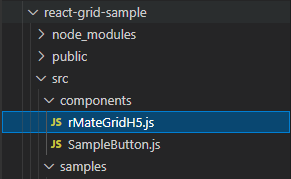 react-grid-sample
node_modules
public
src
components
JS rMateGridH5.js
JS SampleButton.js
samples